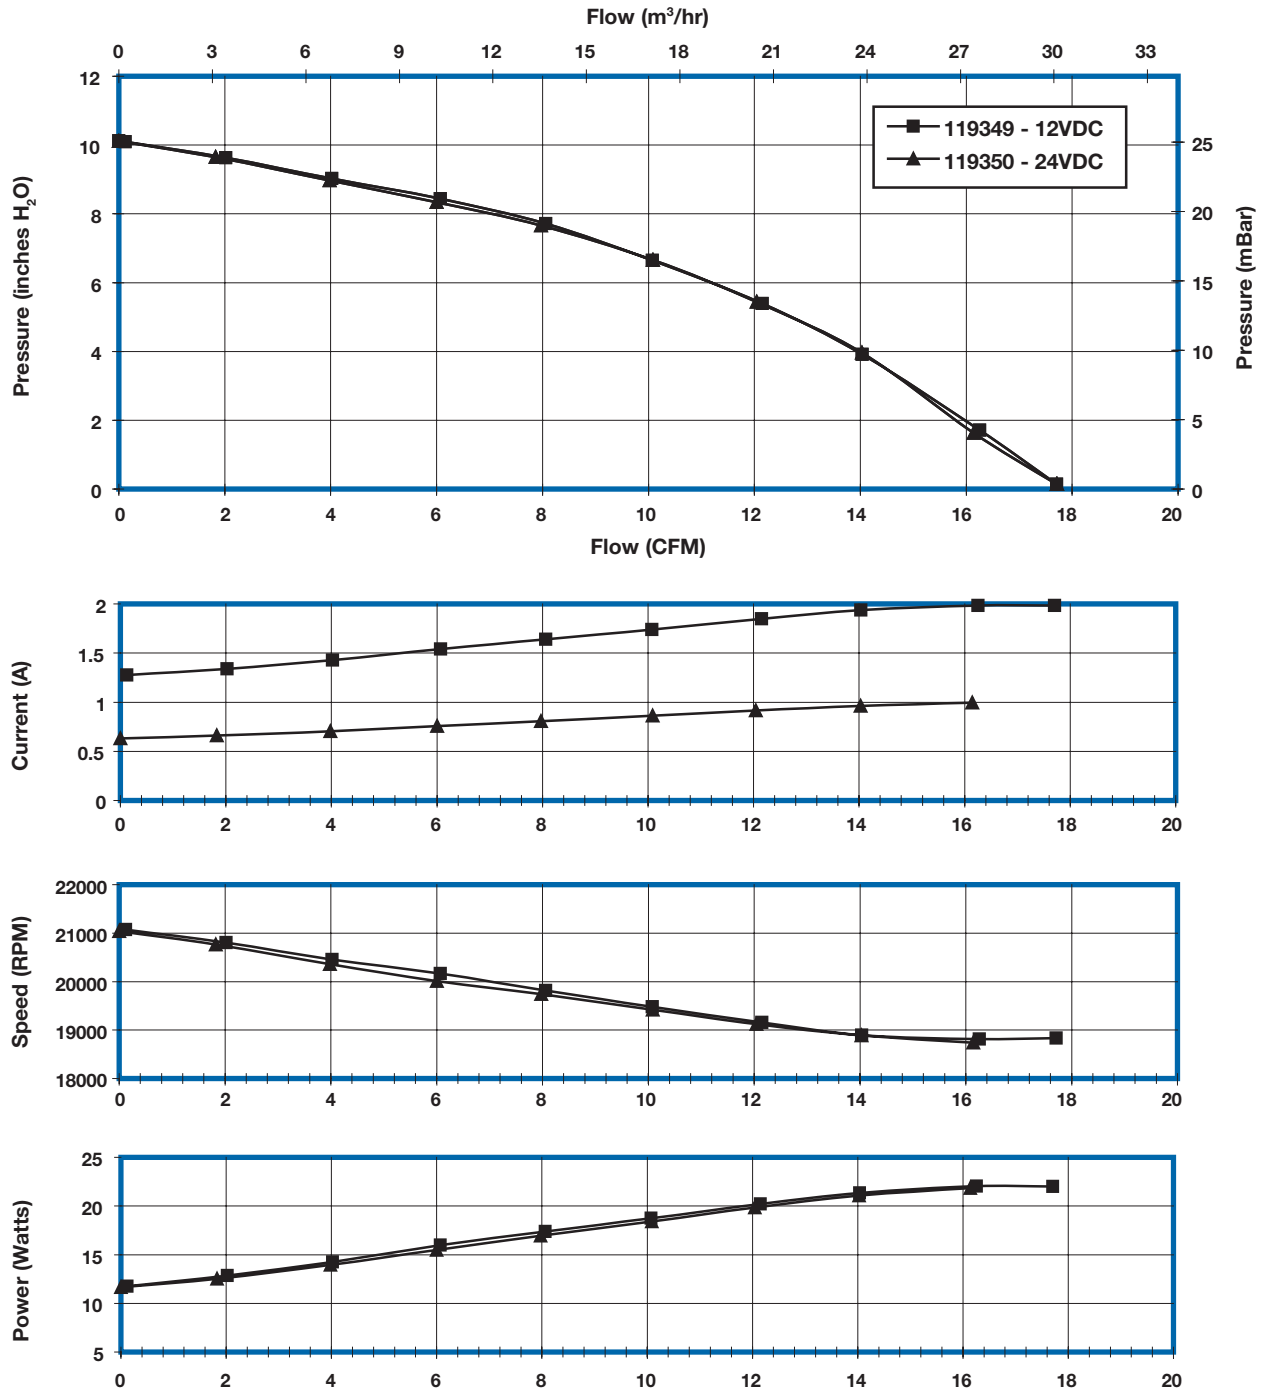 Flow (m³/hr)
0 3 6 10 13 16 18 21 24 27 30 33
12
10
8
6
4
2
0
Pressure (inches H₂O)
119349 - 12VDC
119350 - 24VDC
25
20
15
10
5
0
Pressure (mBar)
0 2 4 6 8 10 12 14 16 18 20
Flow (CFM)
2
1.5
1
0.5
0
Current (A)
0 2 4 6 8 10 12 14 16 18 20
22000
21000
20000
19000
18000
Speed (RPM)
0 2 4 6 8 10 12 14 16 18 20
25
20
15
10
5
Power (Watts)
0 2 4 6 8 10 12 14 16 18 20